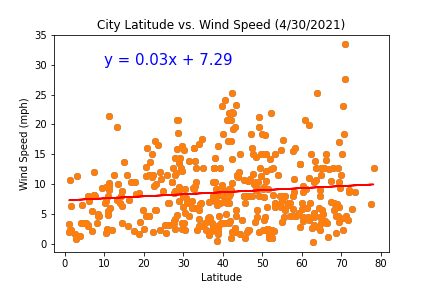 City Latitude vs. Wind Speed (4/30/2021)
y = 0.03x + 7.29
Wind Speed (mph)
35
30
25
20
15
10
5
0
0 10 20 30 40 50 60 70 80
Latitude